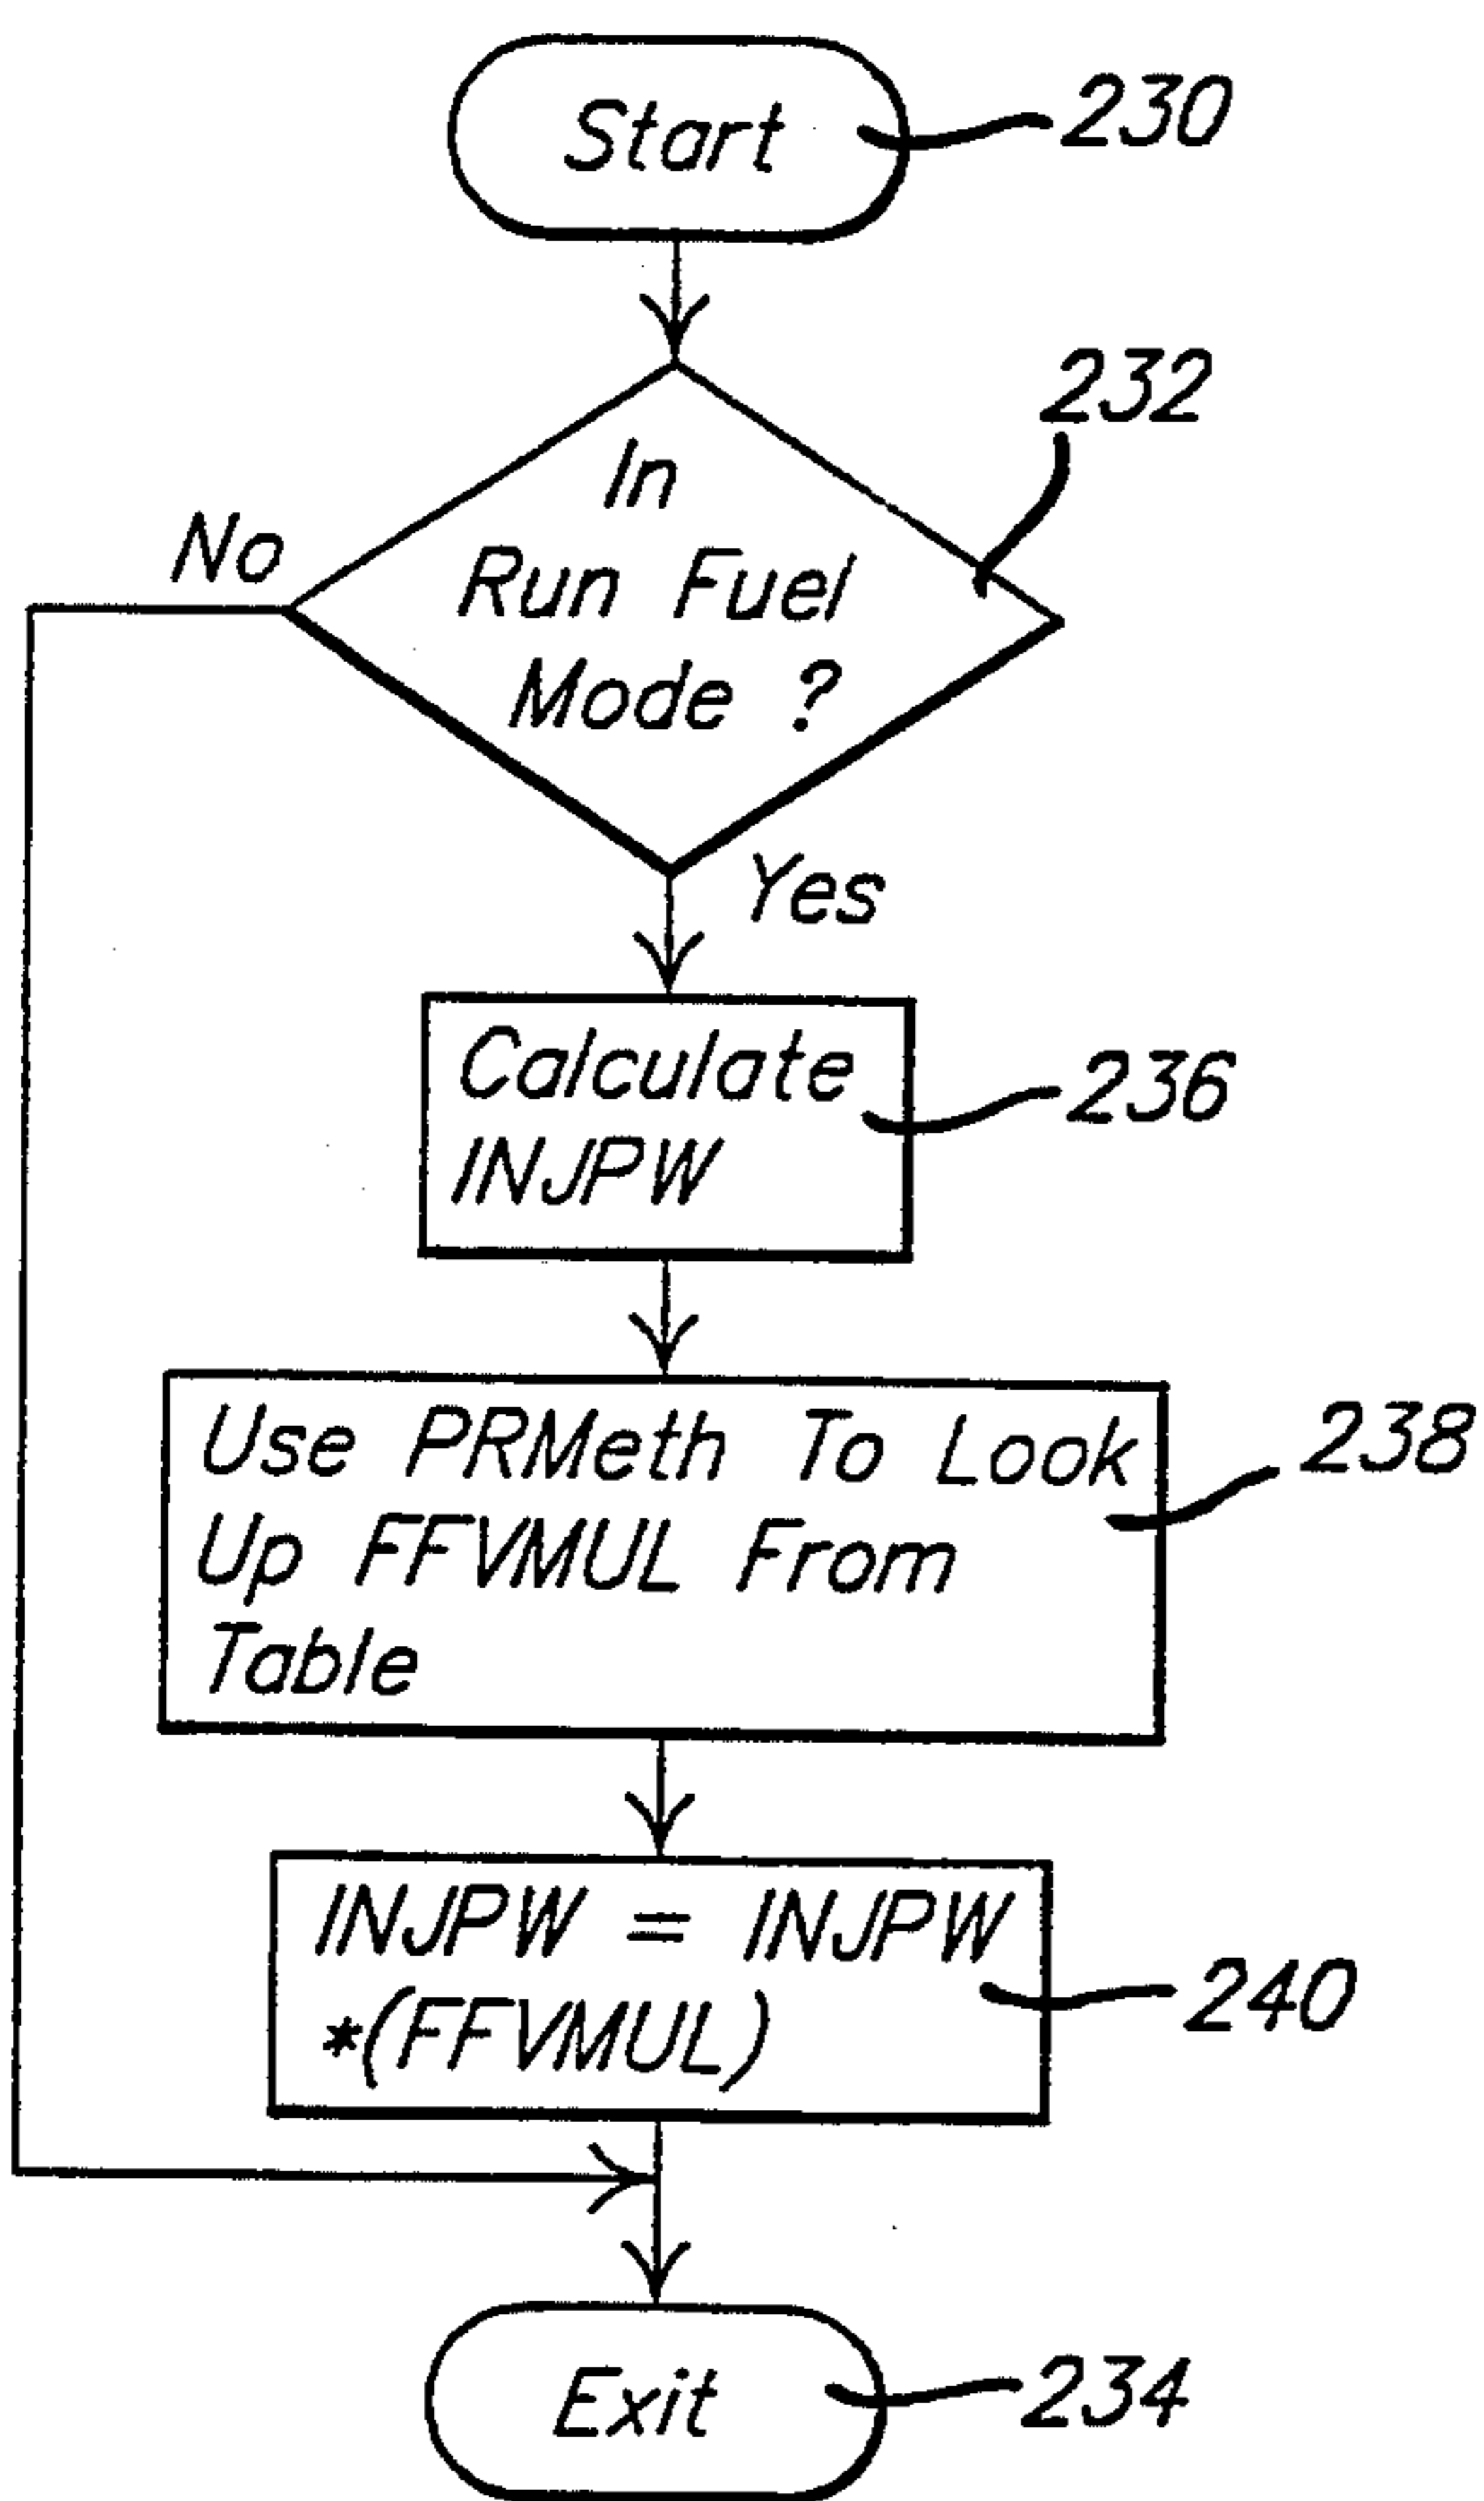 Start
230
232
In
Run Fuel
Mode ?
No
Yes
Calculate
INJPW
236
Use PRMeth To Look
Up FFVMUL From
Table
238
INJPW = INJPW
*(FFVMUL)
240
Exit
234